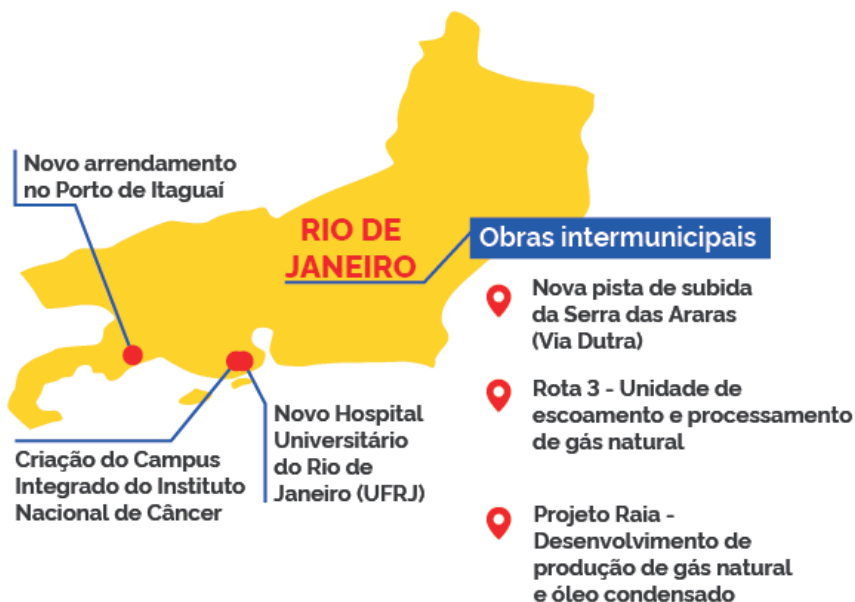 Novo arrendamento
no Porto de Itaguaí
RIO DE
JANEIRO
Obras intermunicipais
Nova pista de subida
da Serra das Araras
(Via Dutra)
Rota 3 - Unidade de
escoamento e processamento
de gás natural
Projeto Raia -
Desenvolvimento de
produção de gás natural
e óleo condensado
Criação do Campus
Integrado do Instituto
Nacional de Câncer
Novo Hospital
Universitário
do Rio de
Janeiro (UFRJ)